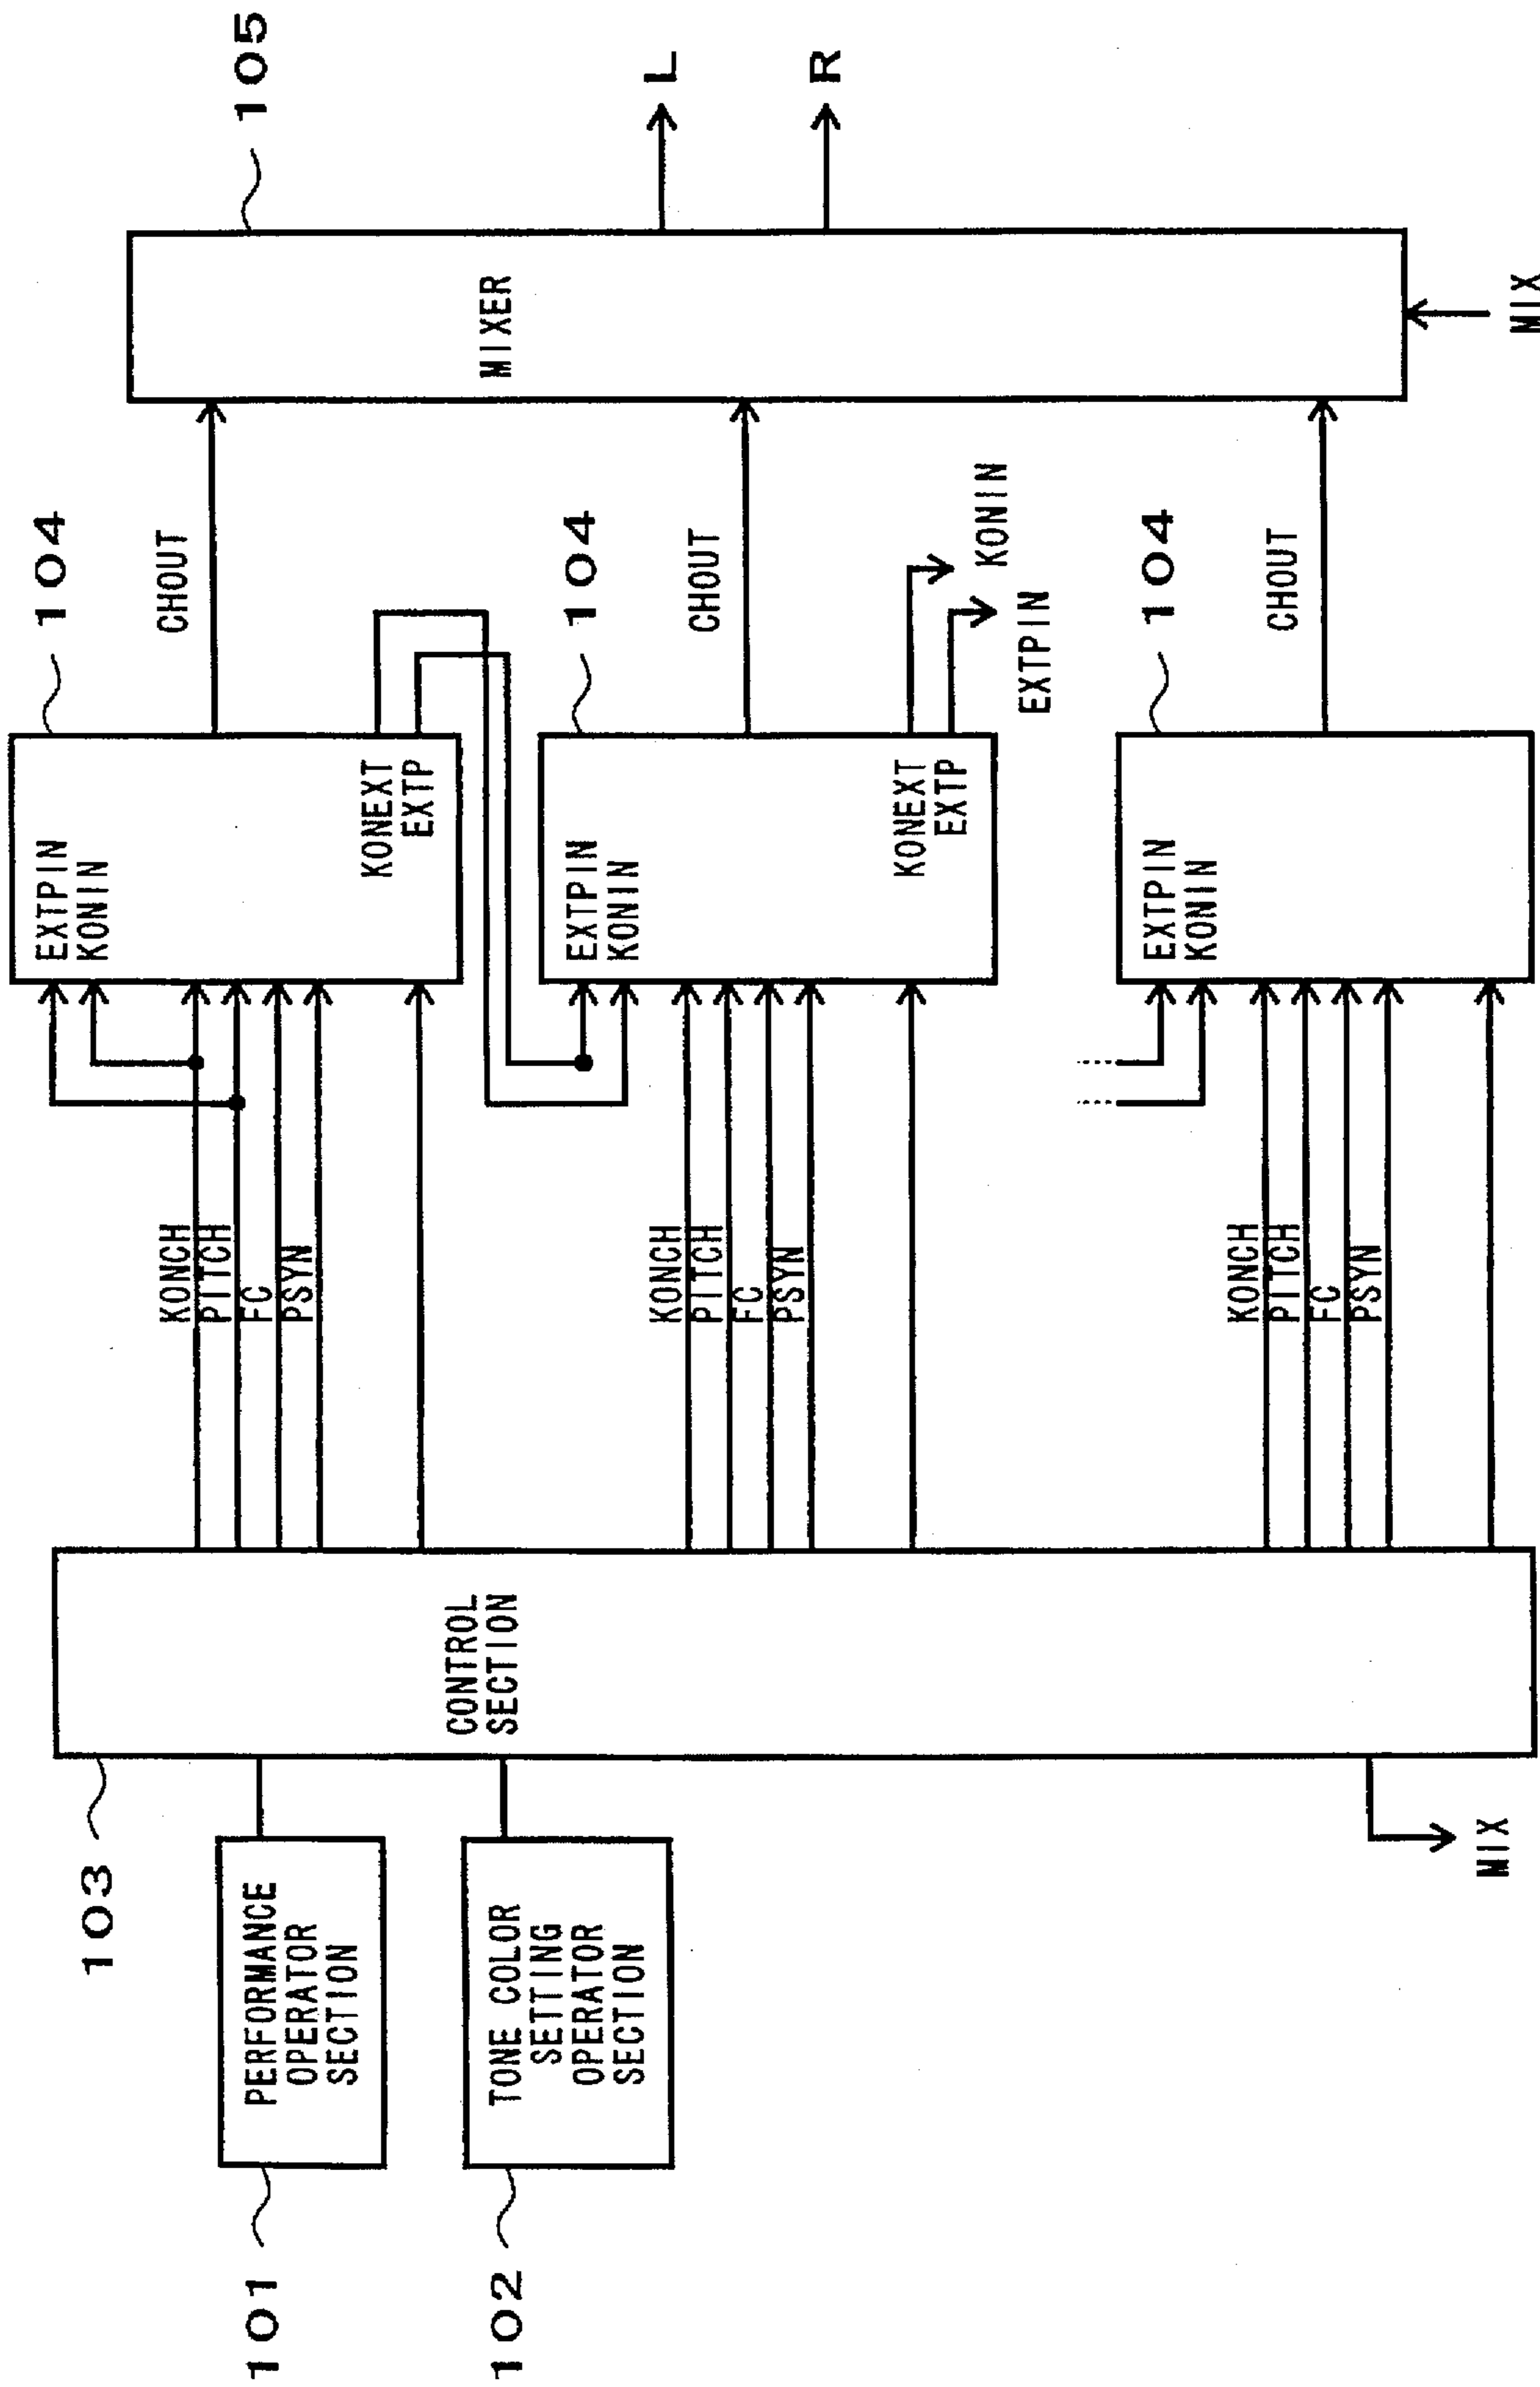 101
PERFORMANCE
OPERATOR
SECTION
102
TONE COLOR
SETTING
OPERATOR
SECTION
103
CONTROL
SECTION
MIX
KONCH
PITCH
FC
PSYN
KONCH
PITCH
FC
PSYN
KONCH
PITCH
FC
PSYN
104
EXTPIN
KONIN
KONEXT
EXTP
CHOUT
104
EXTPIN
KONIN
KONEXT
EXTP
CHOUT
KONIN
EXTPIN
104
EXTPIN
KONIN
CHOUT
105
MIXER
MIX
L
R